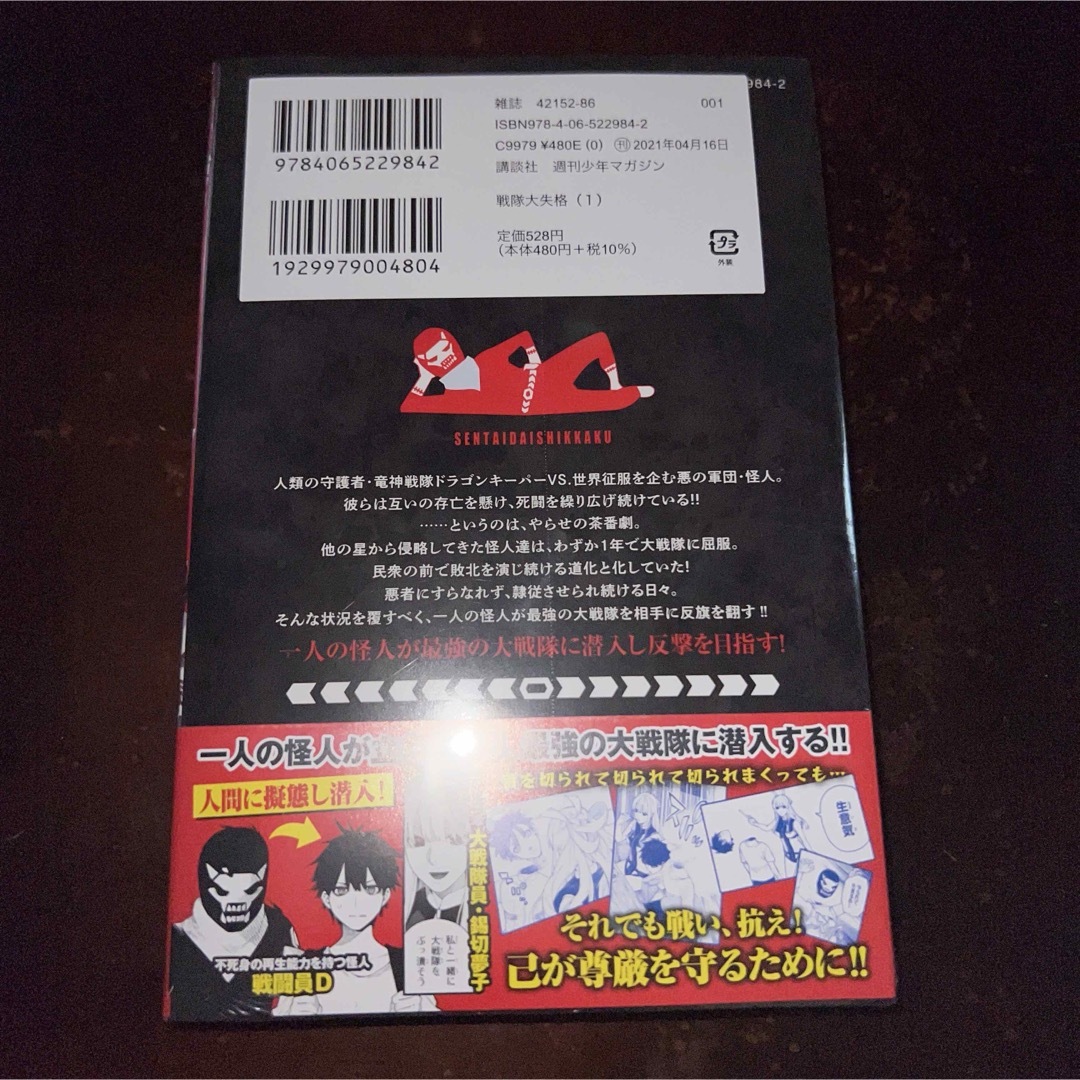 984-2
雑誌 42152-86 001
ISBN978-4-06-522984-2
C9979 ¥480E (0) ㊞2021年04月16日
講談社 週刊少年マガジン
9784065229842
戦隊大失格（1）
定価528円
（本体480円＋税10％）
プラ
外装
1929979004804
SENTAIDAISHIKKAKU
人類の守護者・竜神戦隊ドラゴンキーパーVS.世界征服を企む悪の軍団・怪人。
彼らは互いの存亡を懸け、死闘を繰り広げ続けている!!
……というのは、やらせの茶番劇。
他の星から侵略してきた怪人達は、わずか1年で大戦隊に屈服。
民衆の前で敗北を演じ続ける道化と化していた!
悪者にすらなれず、隷従させられ続ける日々。
そんな状況を覆すべく、一人の怪人が最強の大戦隊を相手に反旗を翻す!!
一人の怪人が最強の大戦隊に潜入し反撃を目指す!
一人の怪人が 最強の大戦隊に潜入する!!
人間に擬態し潜入!
を切られて切られて切られまくっても…
生意気
大戦隊員・錫切夢子
私と一緒に
大戦隊を
ぶっ潰そう
不死身の再生能力を持つ怪人
戦闘員D
それでも戦い、抗え!
己が尊厳を守るために!!